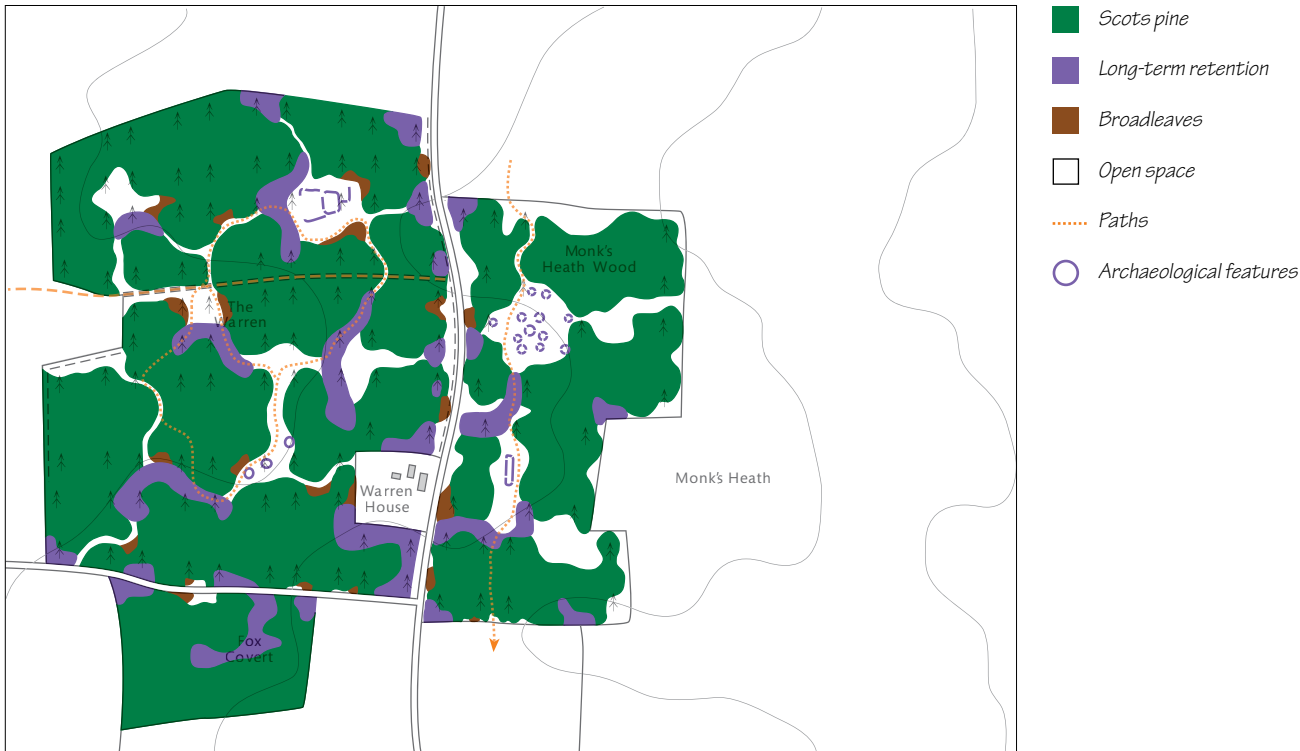 Scots pine
Long-term retention
Broadleaves
Open space
Paths
Archaeological features
Monk's
Heath Wood
The
Warren
Monk's Heath
Warren
House
Fox
Covert